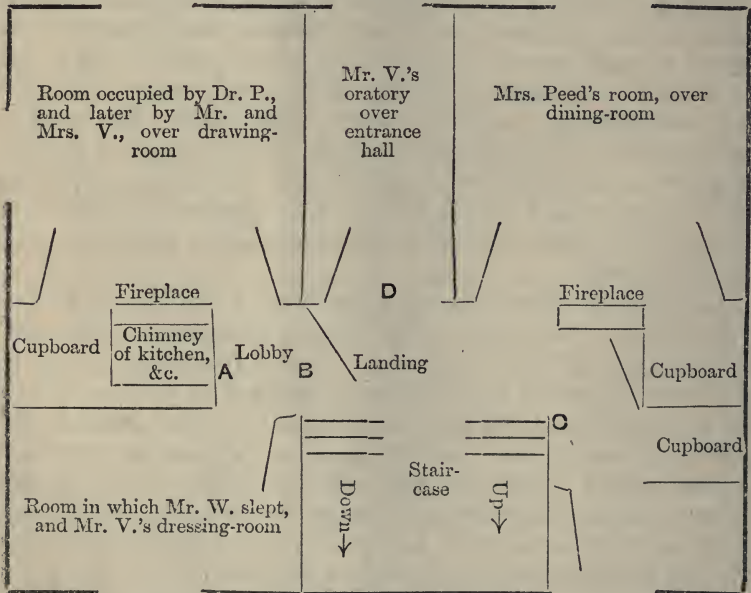 Room occupied by Dr. P.,
and later by Mr. and
Mrs. V., over drawing-
room
Mr. V.'s
oratory
over
entrance
hall
Mrs. Peed's room, over
dining-room
Fireplace
D
Fireplace
Cupboard
Chimney
of kitchen,
&c.
A
Lobby
B
Landing
Cupboard
C
Cupboard
Room in which Mr. W. slept,
and Mr. V.'s dressing-room
Down
Stair-
case
Up